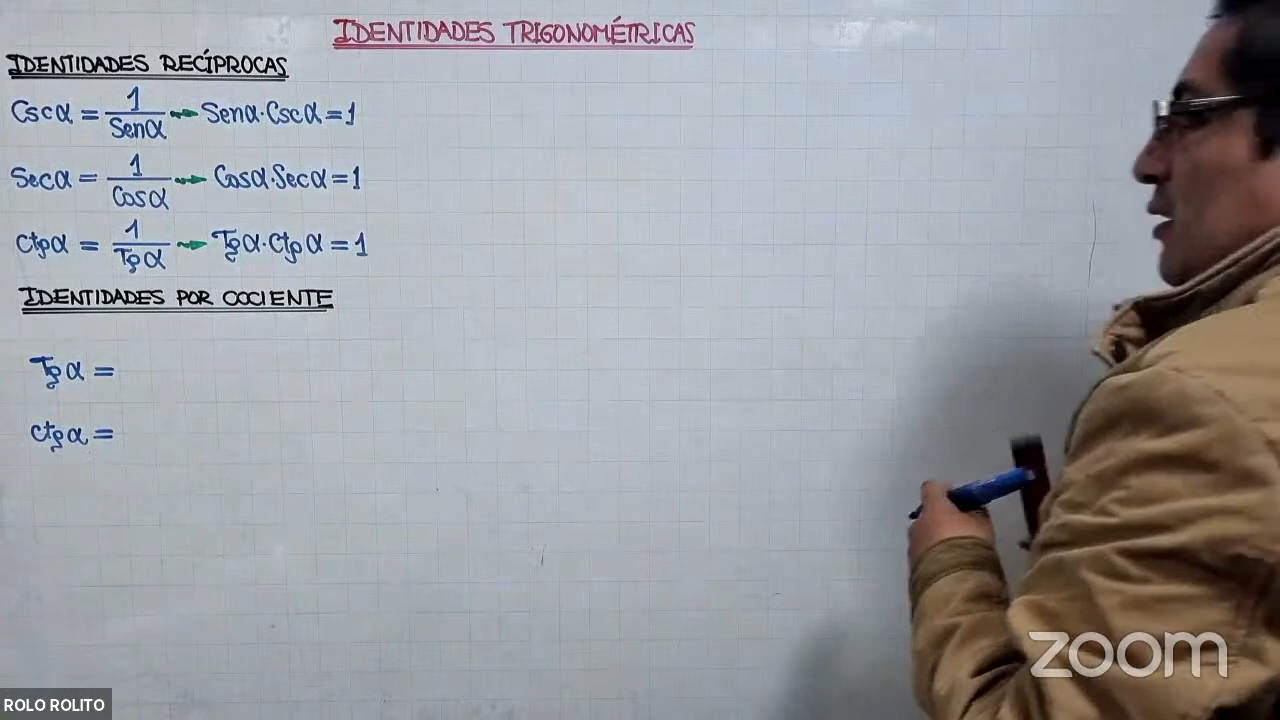 IDENTIDADES TRIGONOMÉTRICAS
IDENTIDADES RECÍPROCAS
Cscα = 1/Senα → Senα·Cscα=1
Secα = 1/Cosα → Cosα·Secα=1
Ctgα = 1/Tgα → Tgα·Ctgα=1
IDENTIDADES POR COCIENTE
Tgα =
Ctgα =
zoom
ROLO ROLITO